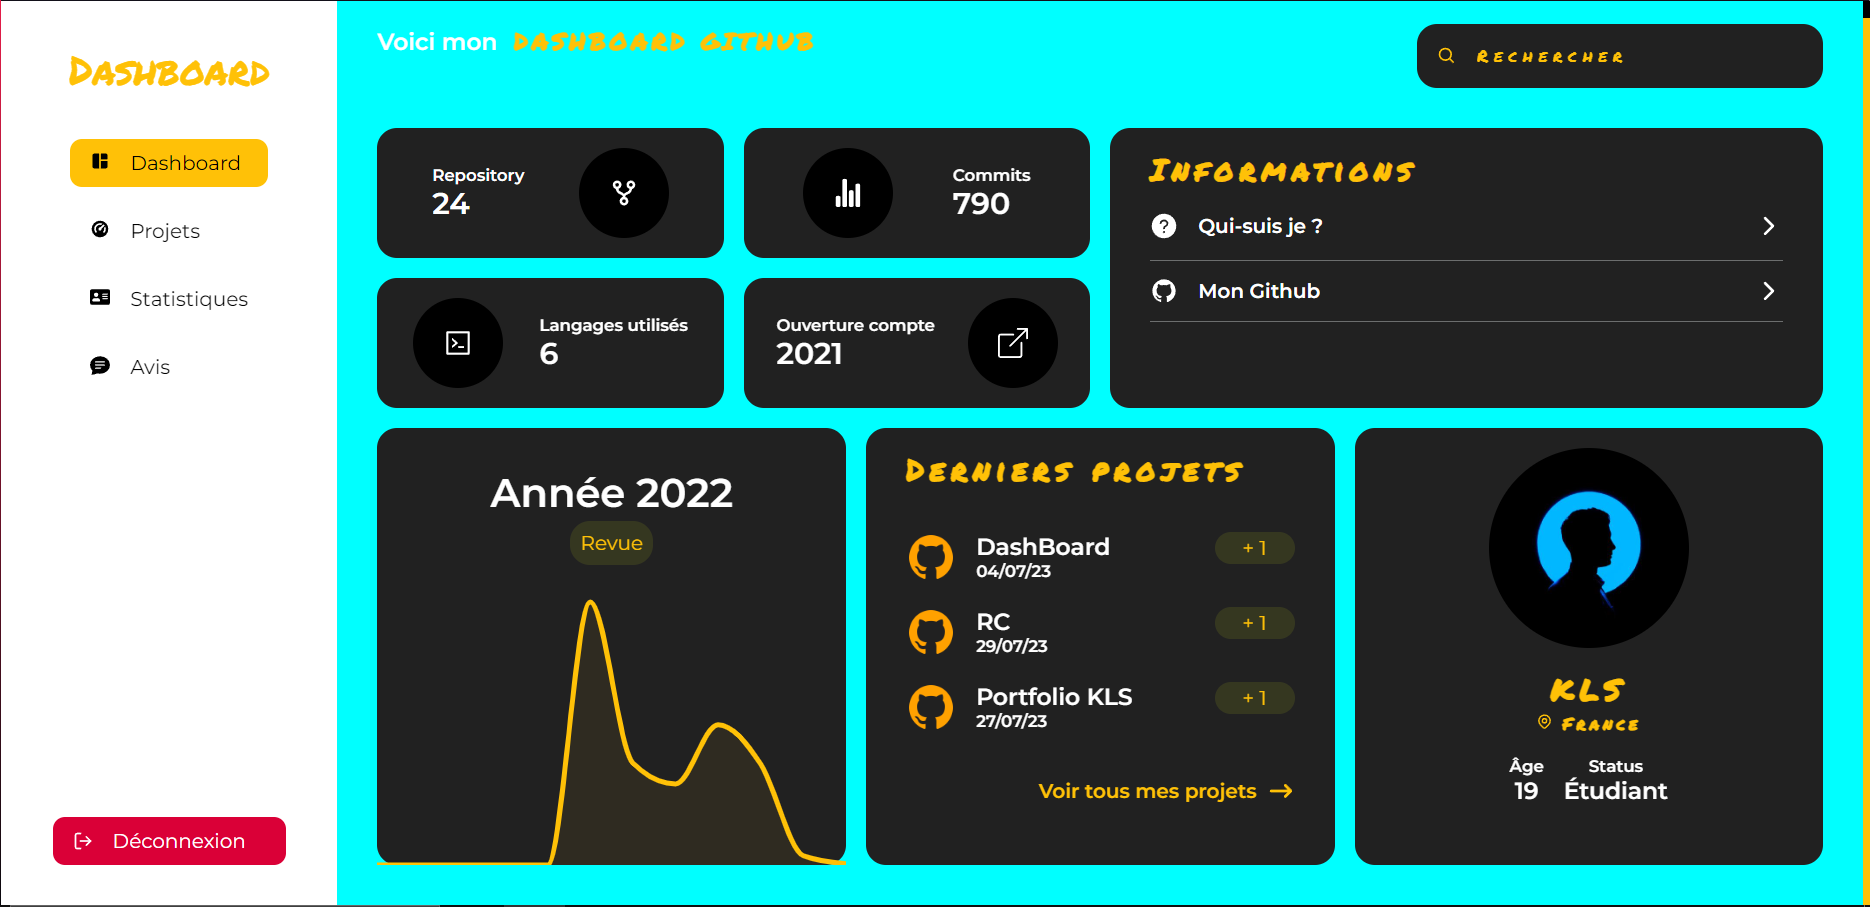 Dashboard
Dashboard
Projets
Statistiques
Avis
Déconnexion
Voici mon DASHBOARD GITHUB
Rechercher
Repository
24
Commits
790
Langages utilisés
6
Ouverture compte
2021
Informations
Qui-suis je ?
Mon Github
Année 2022
Revue
Derniers projets
DashBoard
04/07/23
+ 1
RC
29/07/23
+ 1
Portfolio KLS
27/07/23
+ 1
Voir tous mes projets
KLS
France
Âge
19
Status
Étudiant